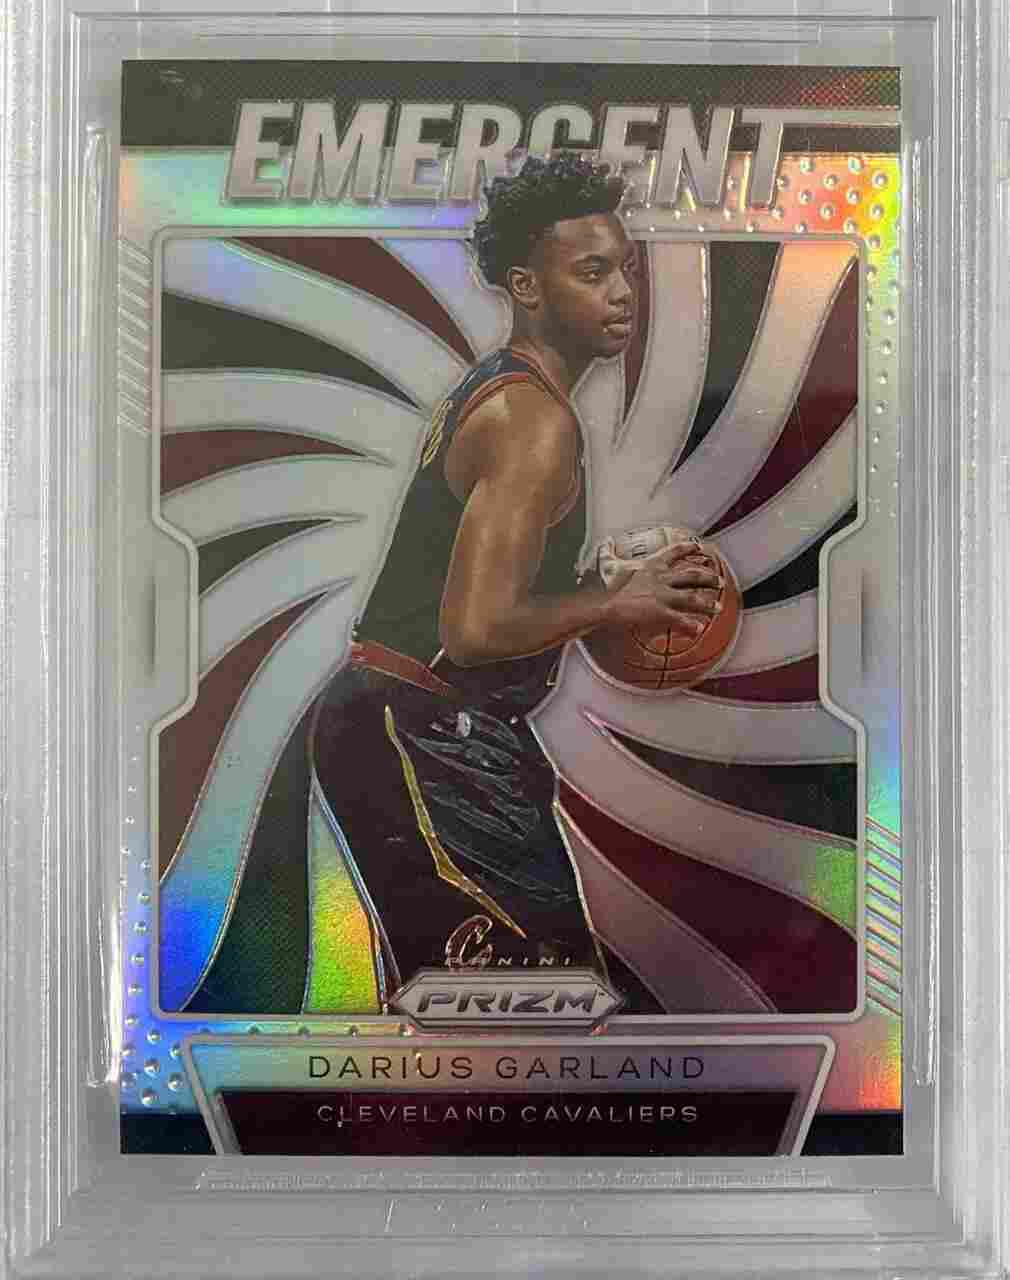 EMERGENT
PANINI
PRIZM
DARIUS GARLAND
CLEVELAND CAVALIERS